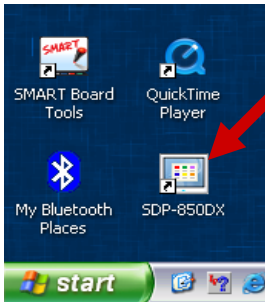 SMART
SMART Board
Tools
QuickTime
Player
My Bluetooth
Places
SDP-850DX
start